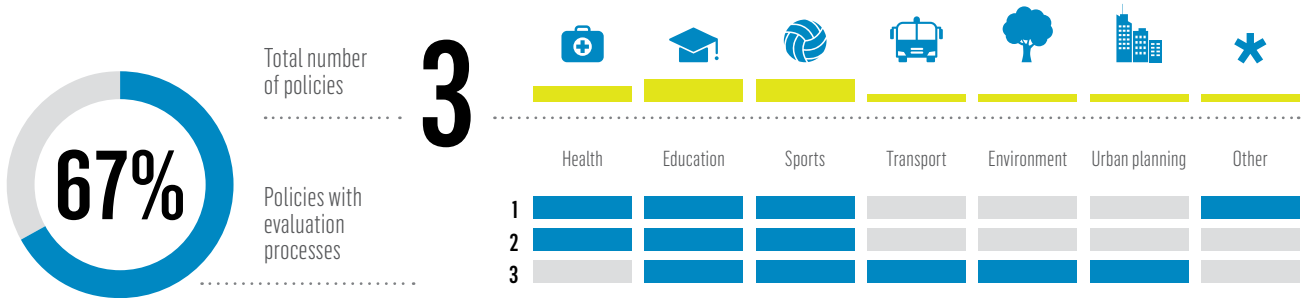 Total number
of policies
3
67%
Policies with
evaluation
processes
Health Education Sports Transport Environment Urban planning Other
1
2
3